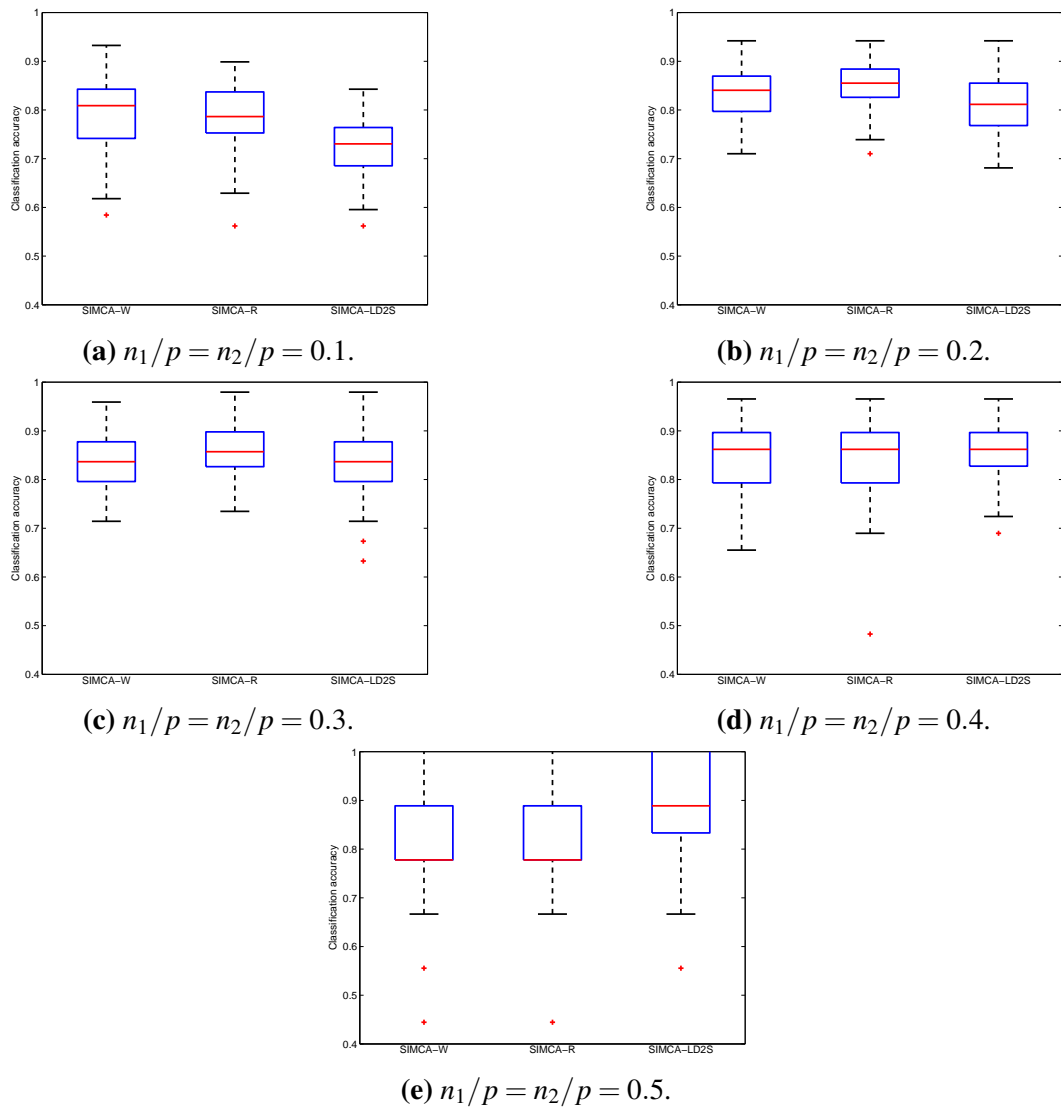 1
0.9
0.8
0.7
0.6
0.5
0.4
Classification accuracy
SIMCA−W SIMCA−R SIMCA−LD2S
(a) n₁/p = n₂/p = 0.1.
1
0.9
0.8
0.7
0.6
0.5
0.4
Classification accuracy
SIMCA−W SIMCA−R SIMCA−LD2S
(b) n₁/p = n₂/p = 0.2.
1
0.9
0.8
0.7
0.6
0.5
0.4
Classification accuracy
SIMCA−W SIMCA−R SIMCA−LD2S
(c) n₁/p = n₂/p = 0.3.
1
0.9
0.8
0.7
0.6
0.5
0.4
Classification accuracy
SIMCA−W SIMCA−R SIMCA−LD2S
(d) n₁/p = n₂/p = 0.4.
1
0.9
0.8
0.7
0.6
0.5
0.4
Classification accuracy
SIMCA−W SIMCA−R SIMCA−LD2S
(e) n₁/p = n₂/p = 0.5.